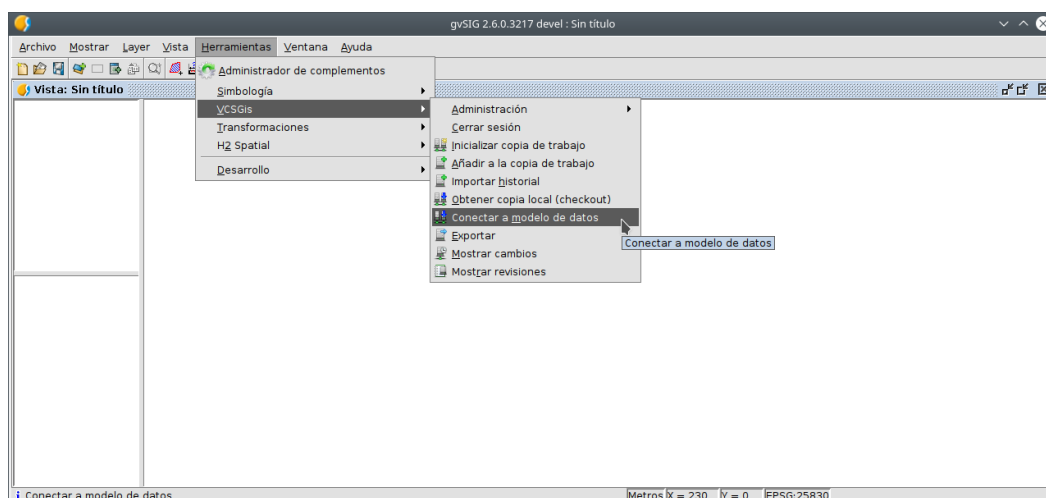 gvSIG 2.6.0.3217 devel : Sin título
Archivo Mostrar Layer Vista Herramientas Ventana Ayuda
Administrador de complementos
Vista: Sin título
Simbología
VCSGis
Transformaciones
H2 Spatial
Desarrollo
Administración
Cerrar sesión
Inicializar copia de trabajo
Añadir a la copia de trabajo
Importar historial
Obtener copia local (checkout)
Conectar a modelo de datos
Exportar
Mostrar cambios
Mostrar revisiones
Conectar a modelo de datos
Conectar a modelo de datos
Metros X = 230 Y = 0 EPSG:25830